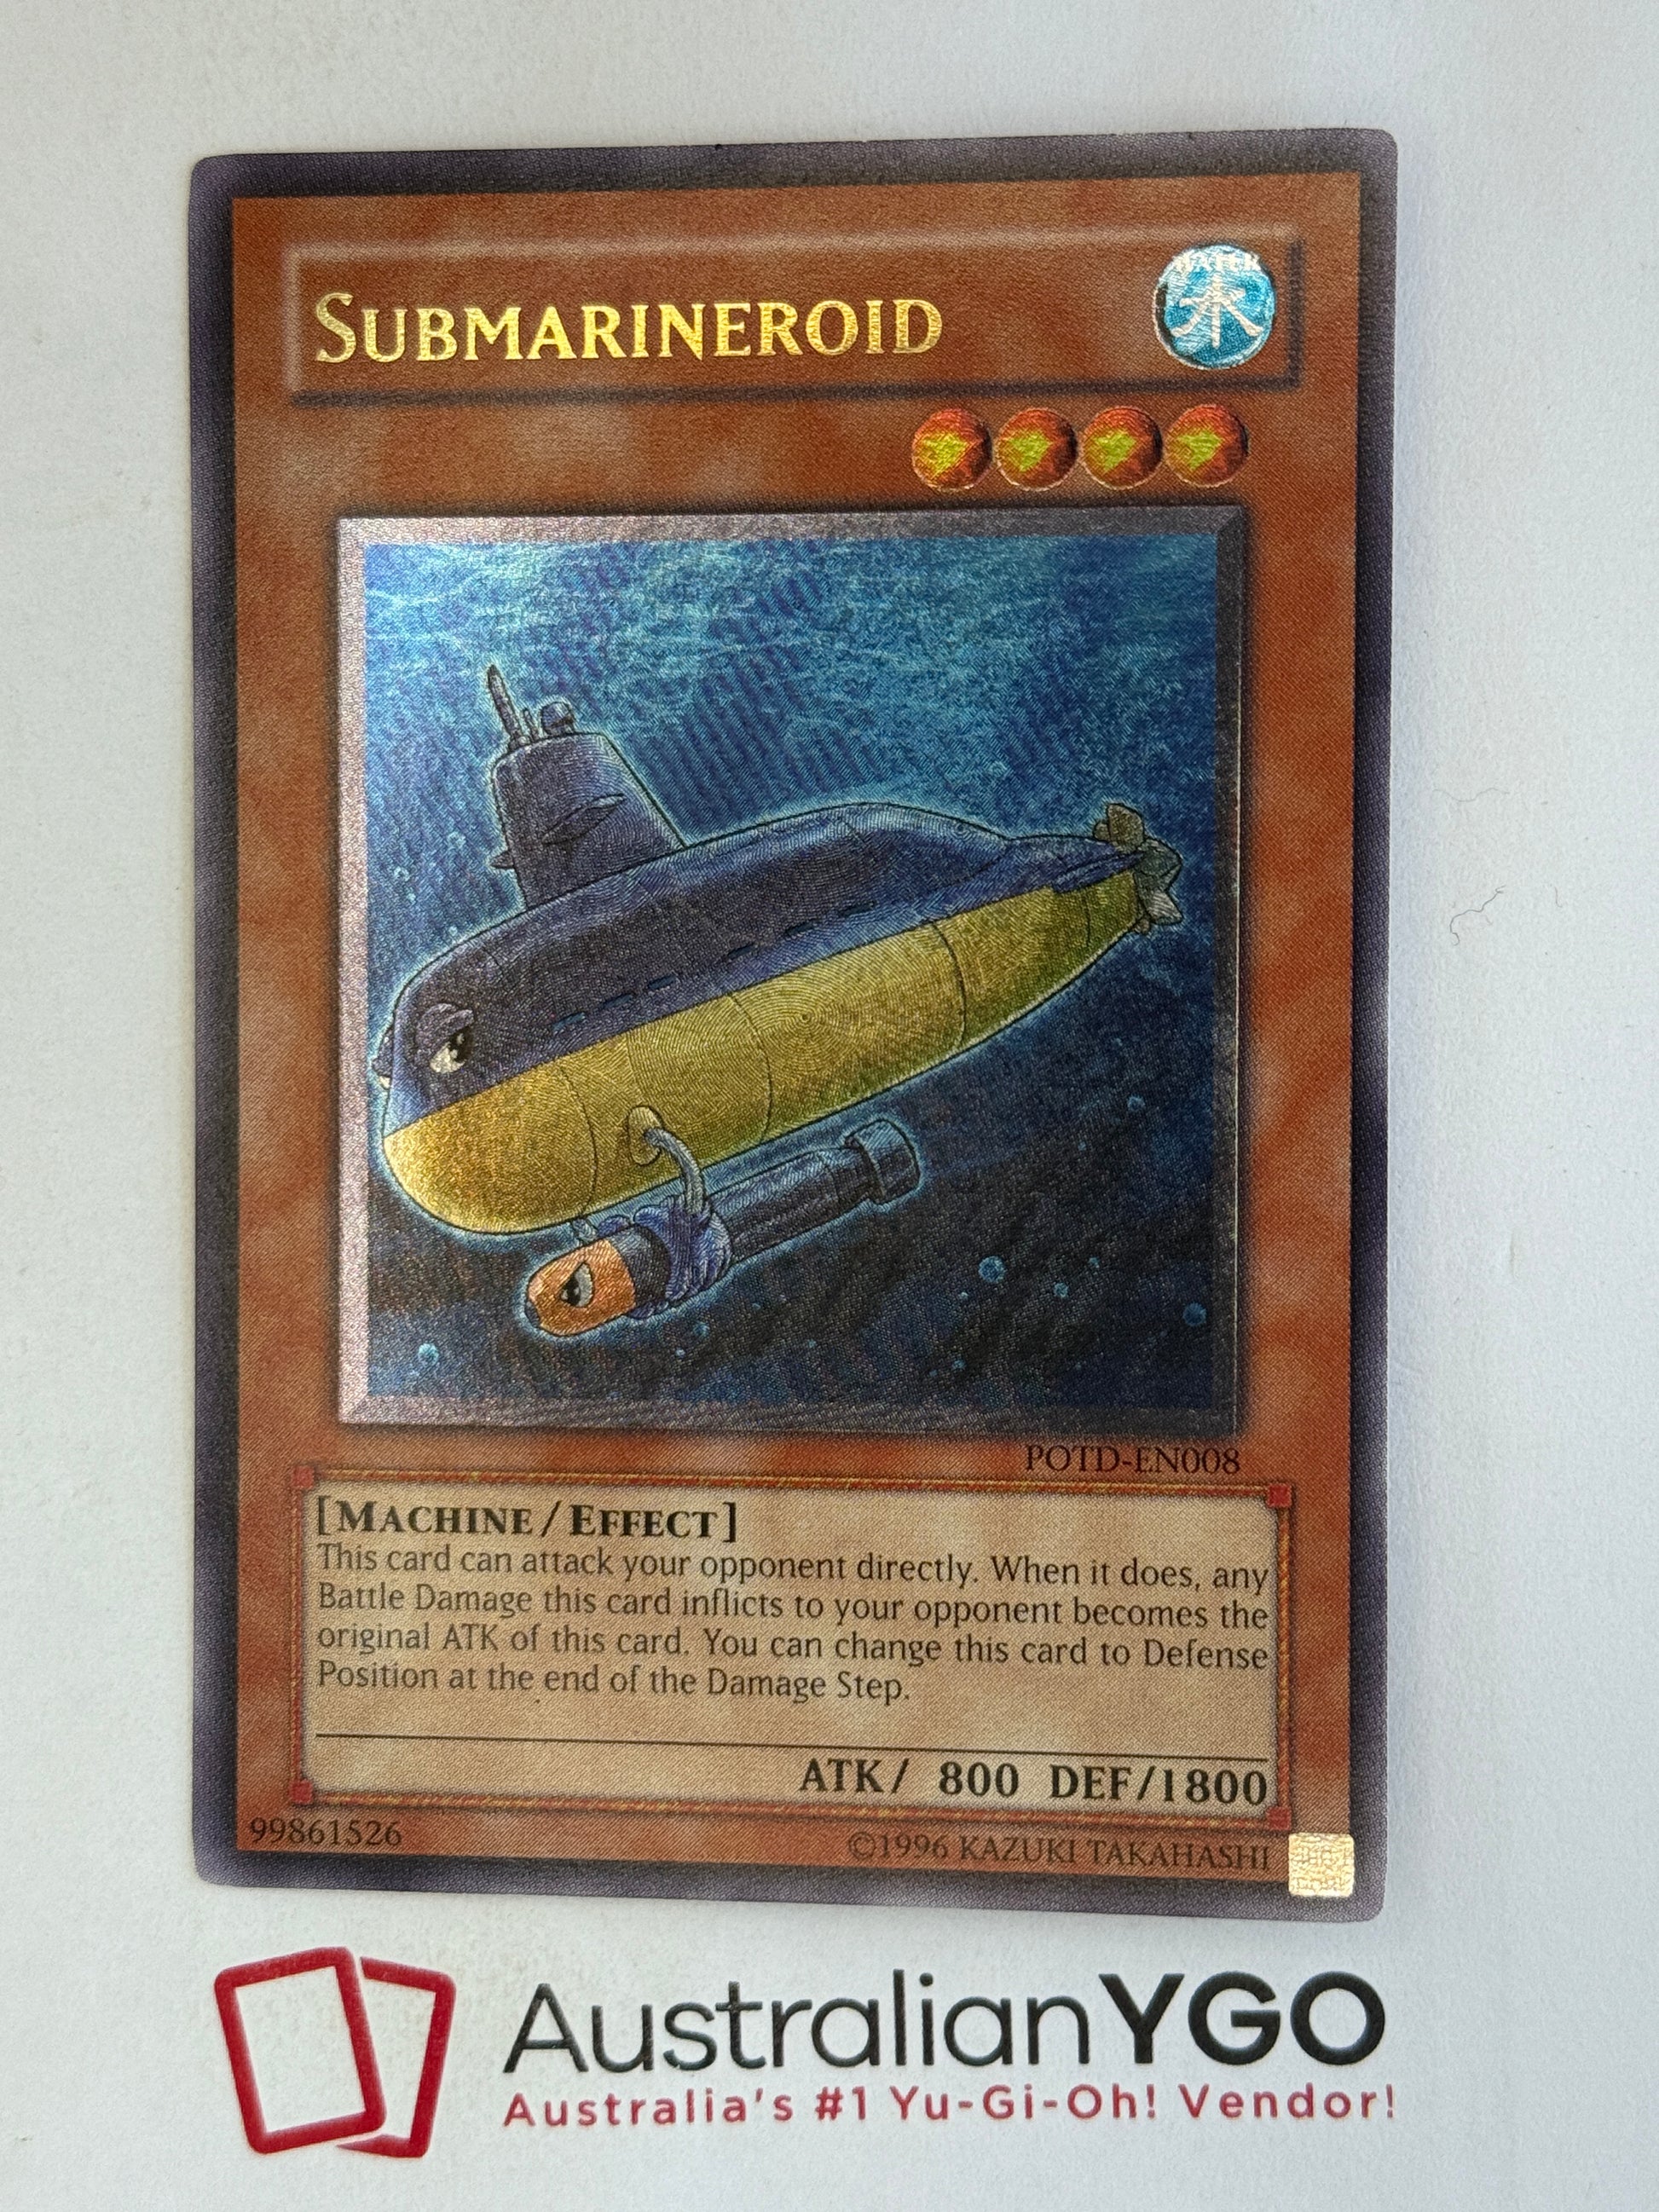 SUBMARINEROID
WATER
水
POTD-EN008
[MACHINE/EFFECT]
This card can attack your opponent directly. When it does, any
Battle Damage this card inflicts to your opponent becomes the
original ATK of this card. You can change this card to Defense
Position at the end of the Damage Step.
ATK/ 800 DEF/1800
99861526
©1996 KAZUKI TAKAHASHI
AustralianYGO
Australia's #1 Yu-Gi-Oh! Vendor!